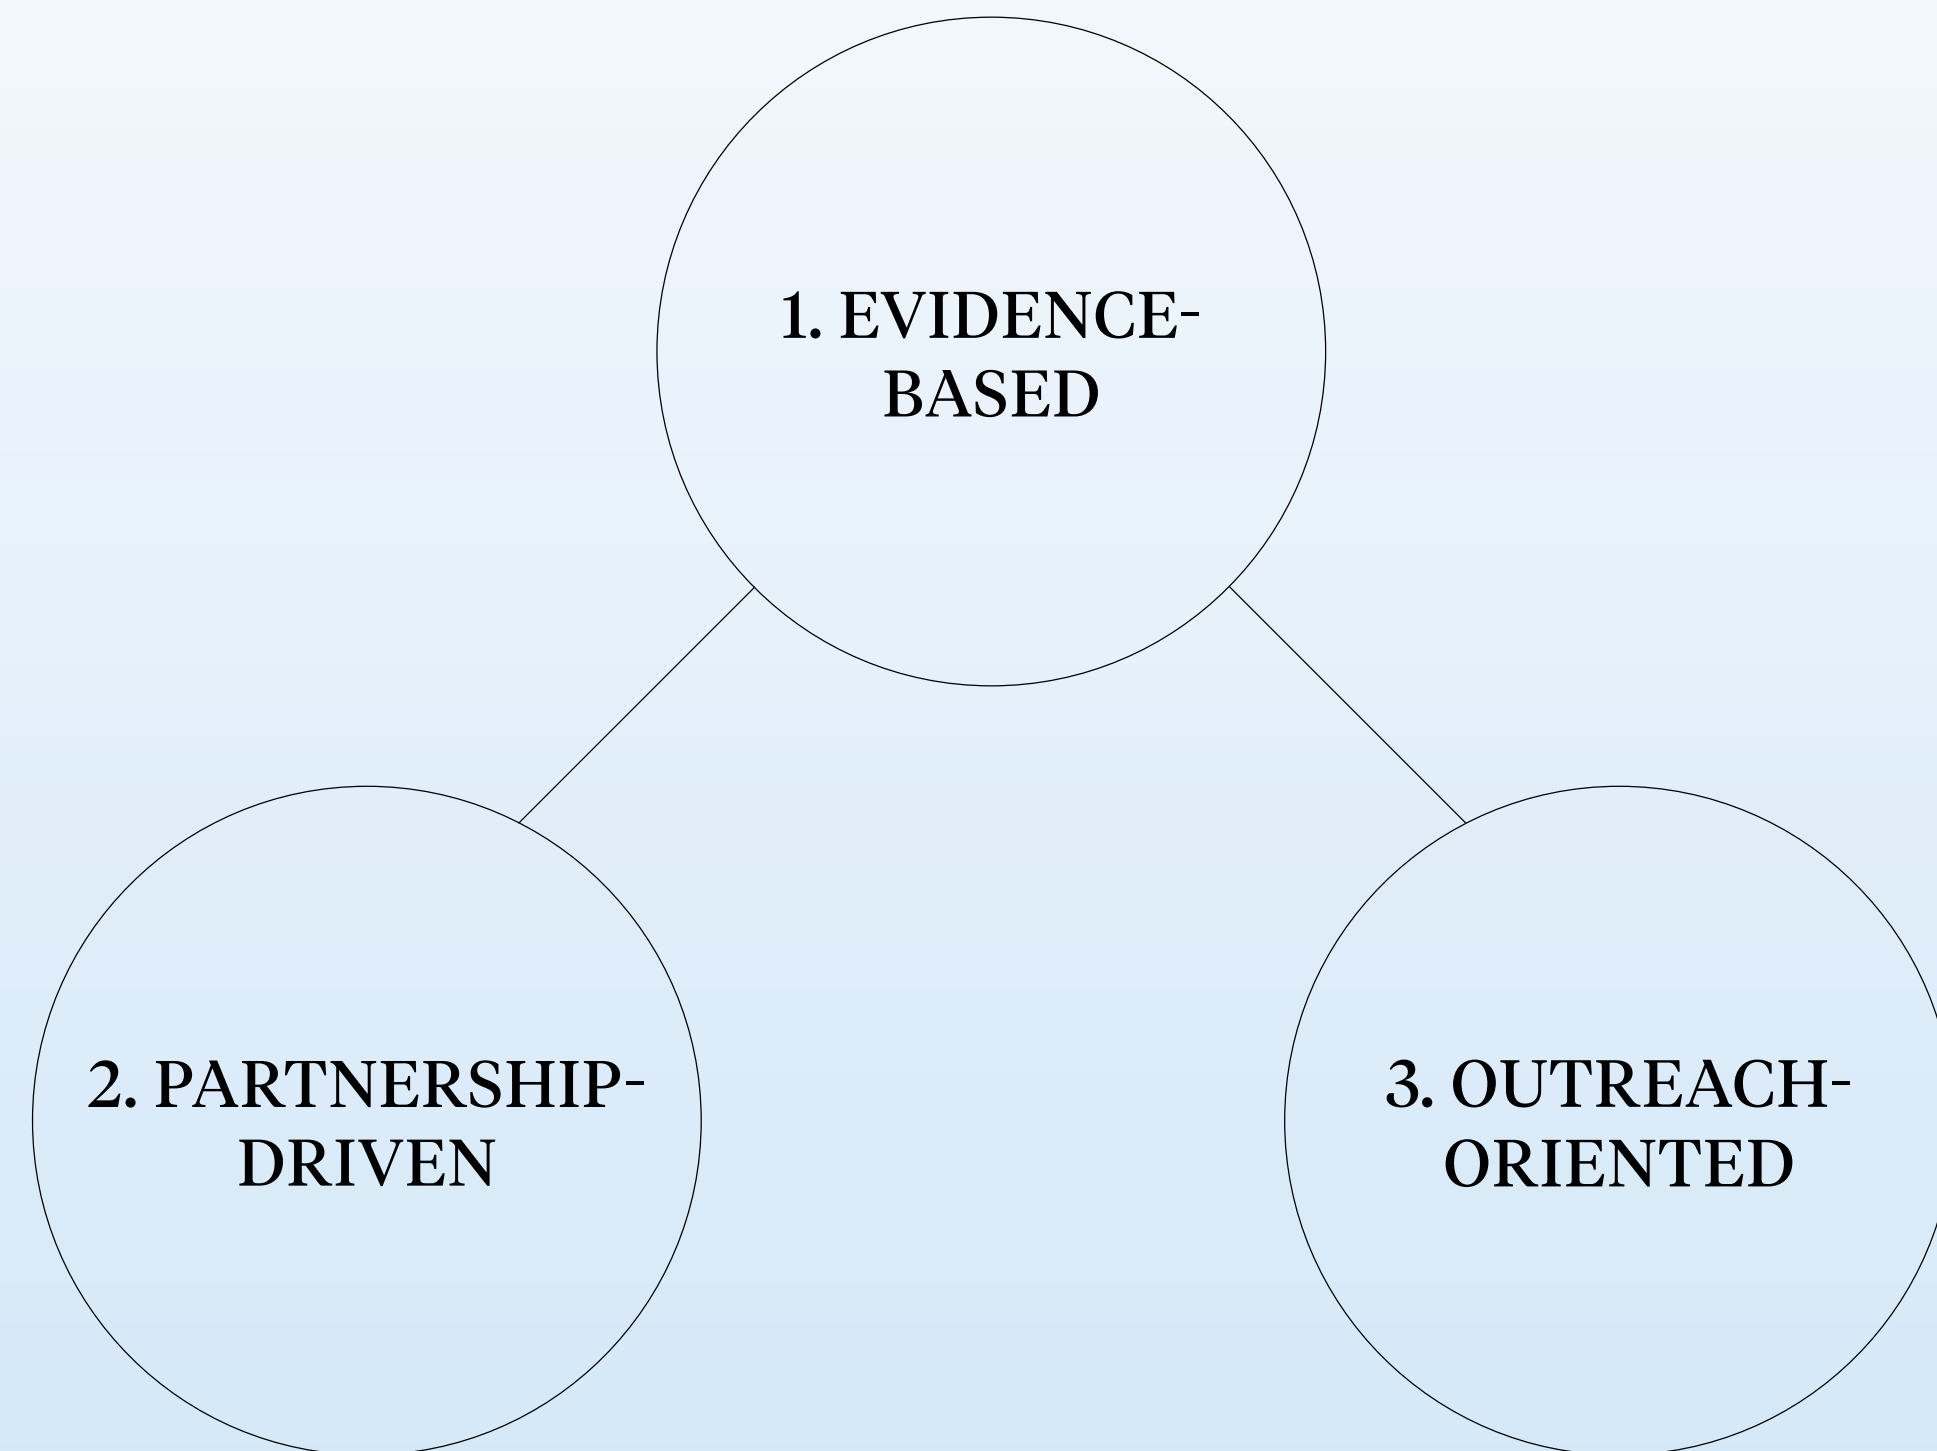 1. EVIDENCE-
BASED
2. PARTNERSHIP-
DRIVEN
3. OUTREACH-
ORIENTED